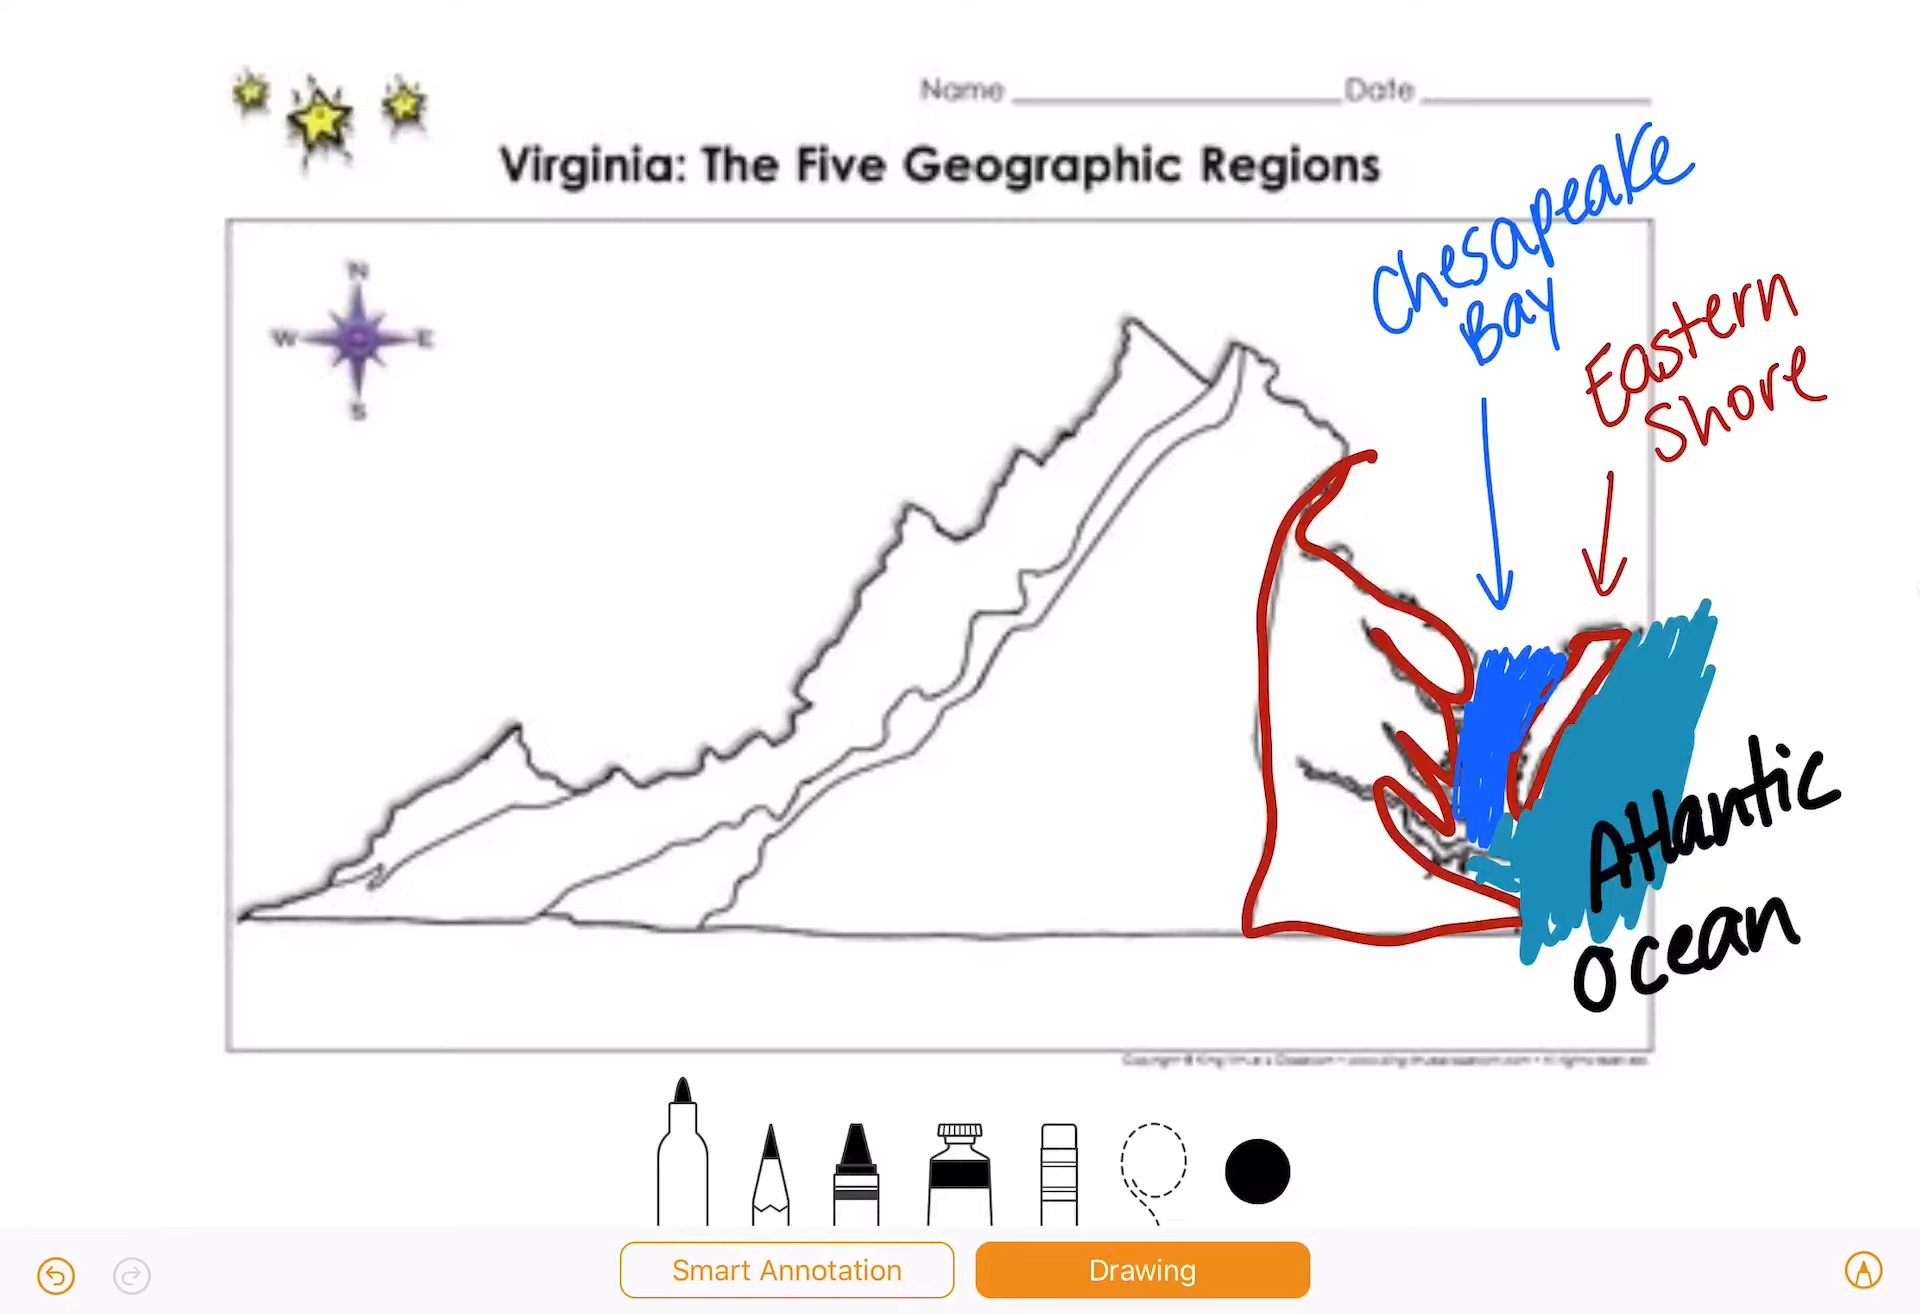 Name Date
Virginia: The Five Geographic Regions
Chesapeake
Bay
Eastern
Shore
N
W E
S
Atlantic
Ocean
Smart Annotation
Drawing